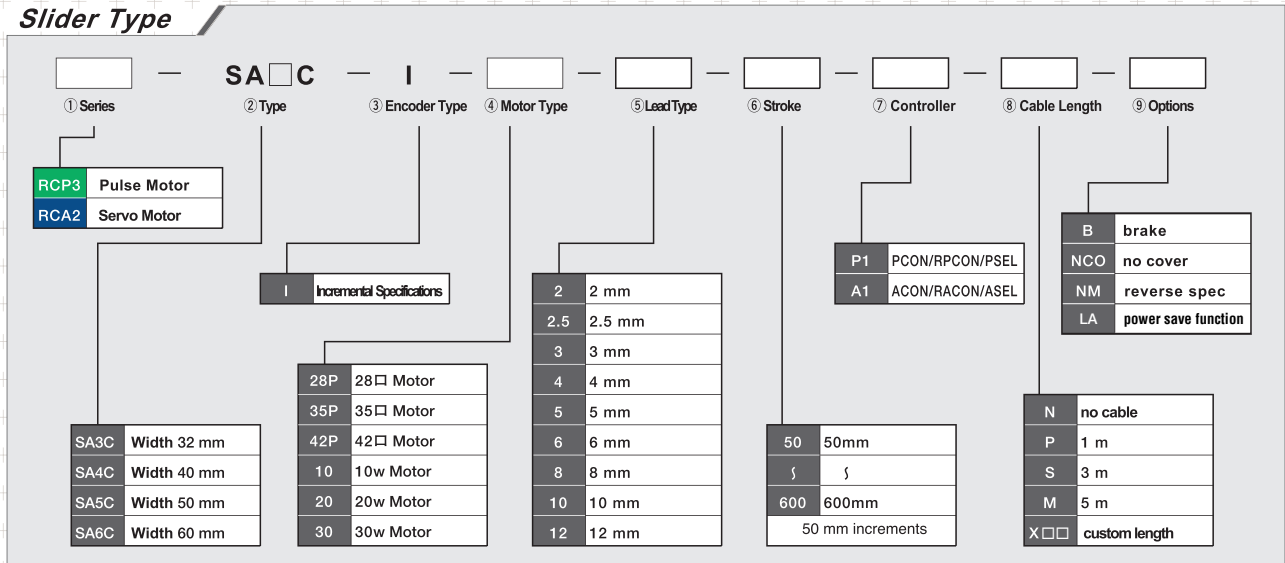 Slider Type
— SA□C — I — — — — — —
① Series ② Type ③ Encoder Type ④ Motor Type ⑤ Lead Type ⑥ Stroke ⑦ Controller ⑧ Cable Length ⑨ Options
RCP3 Pulse Motor
RCA2 Servo Motor
SA3C Width 32 mm
SA4C Width 40 mm
SA5C Width 50 mm
SA6C Width 60 mm
I Incremental Specifications
28P 28□ Motor
35P 35□ Motor
42P 42□ Motor
10 10w Motor
20 20w Motor
30 30w Motor
2 2 mm
2.5 2.5 mm
3 3 mm
4 4 mm
5 5 mm
6 6 mm
8 8 mm
10 10 mm
12 12 mm
50 50mm
∫ ∫
600 600mm
50 mm increments
P1 PCON/RPCON/PSEL
A1 ACON/RACON/ASEL
N no cable
P 1 m
S 3 m
M 5 m
X□□ custom length
B brake
NCO no cover
NM reverse spec
LA power save function